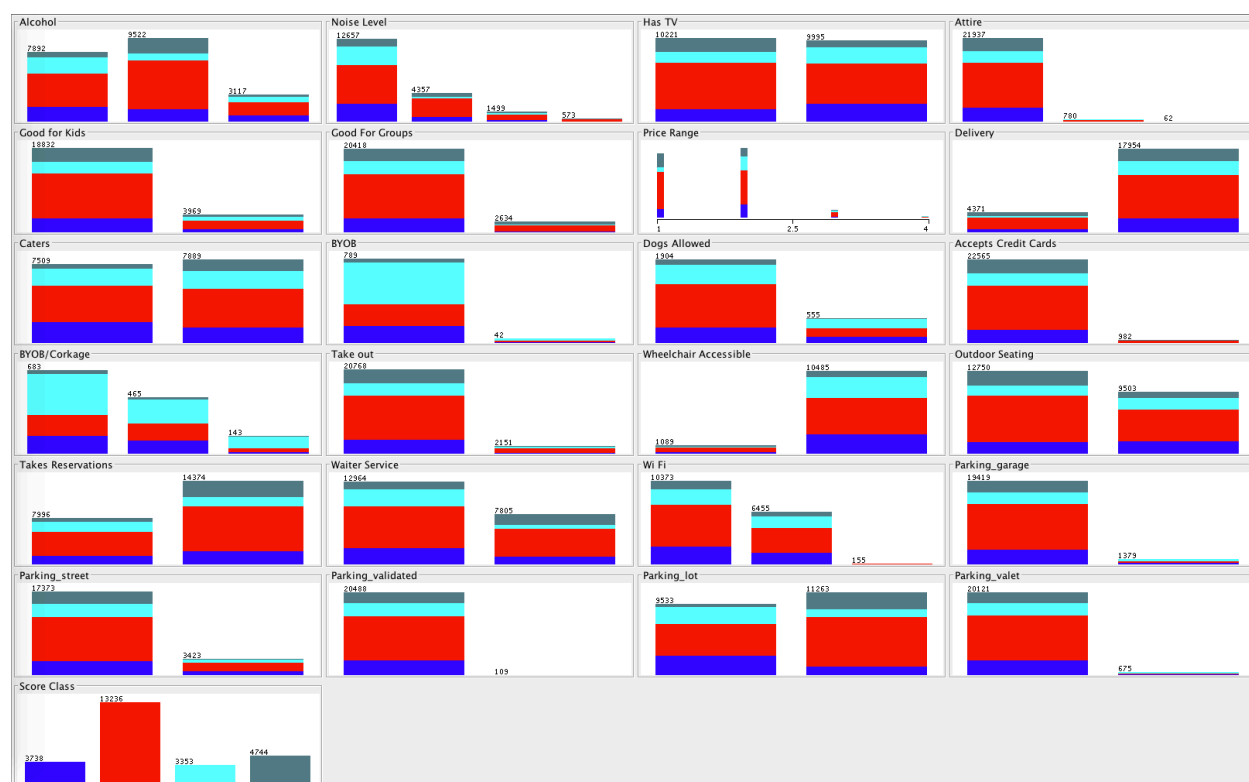 Alcohol
7892
9522
3117
Noise Level
12657
4357
1499
573
Has TV
10221
9995
Attire
21937
780
62
Good for Kids
18832
3969
Good For Groups
20418
2634
Price Range
1
2.5
4
Delivery
4371
17954
Caters
7509
7889
BYOB
789
42
Dogs Allowed
1904
555
Accepts Credit Cards
22565
982
BYOB/Corkage
683
465
143
Take out
20768
2151
Wheelchair Accessible
1089
10485
Outdoor Seating
12750
9503
Takes Reservations
7996
14374
Waiter Service
12964
7805
Wi Fi
10373
6455
155
Parking_garage
19419
1379
Parking_street
17373
3423
Parking_validated
20488
109
Parking_lot
9533
11263
Parking_valet
20121
675
Score Class
3738
13236
3353
4744